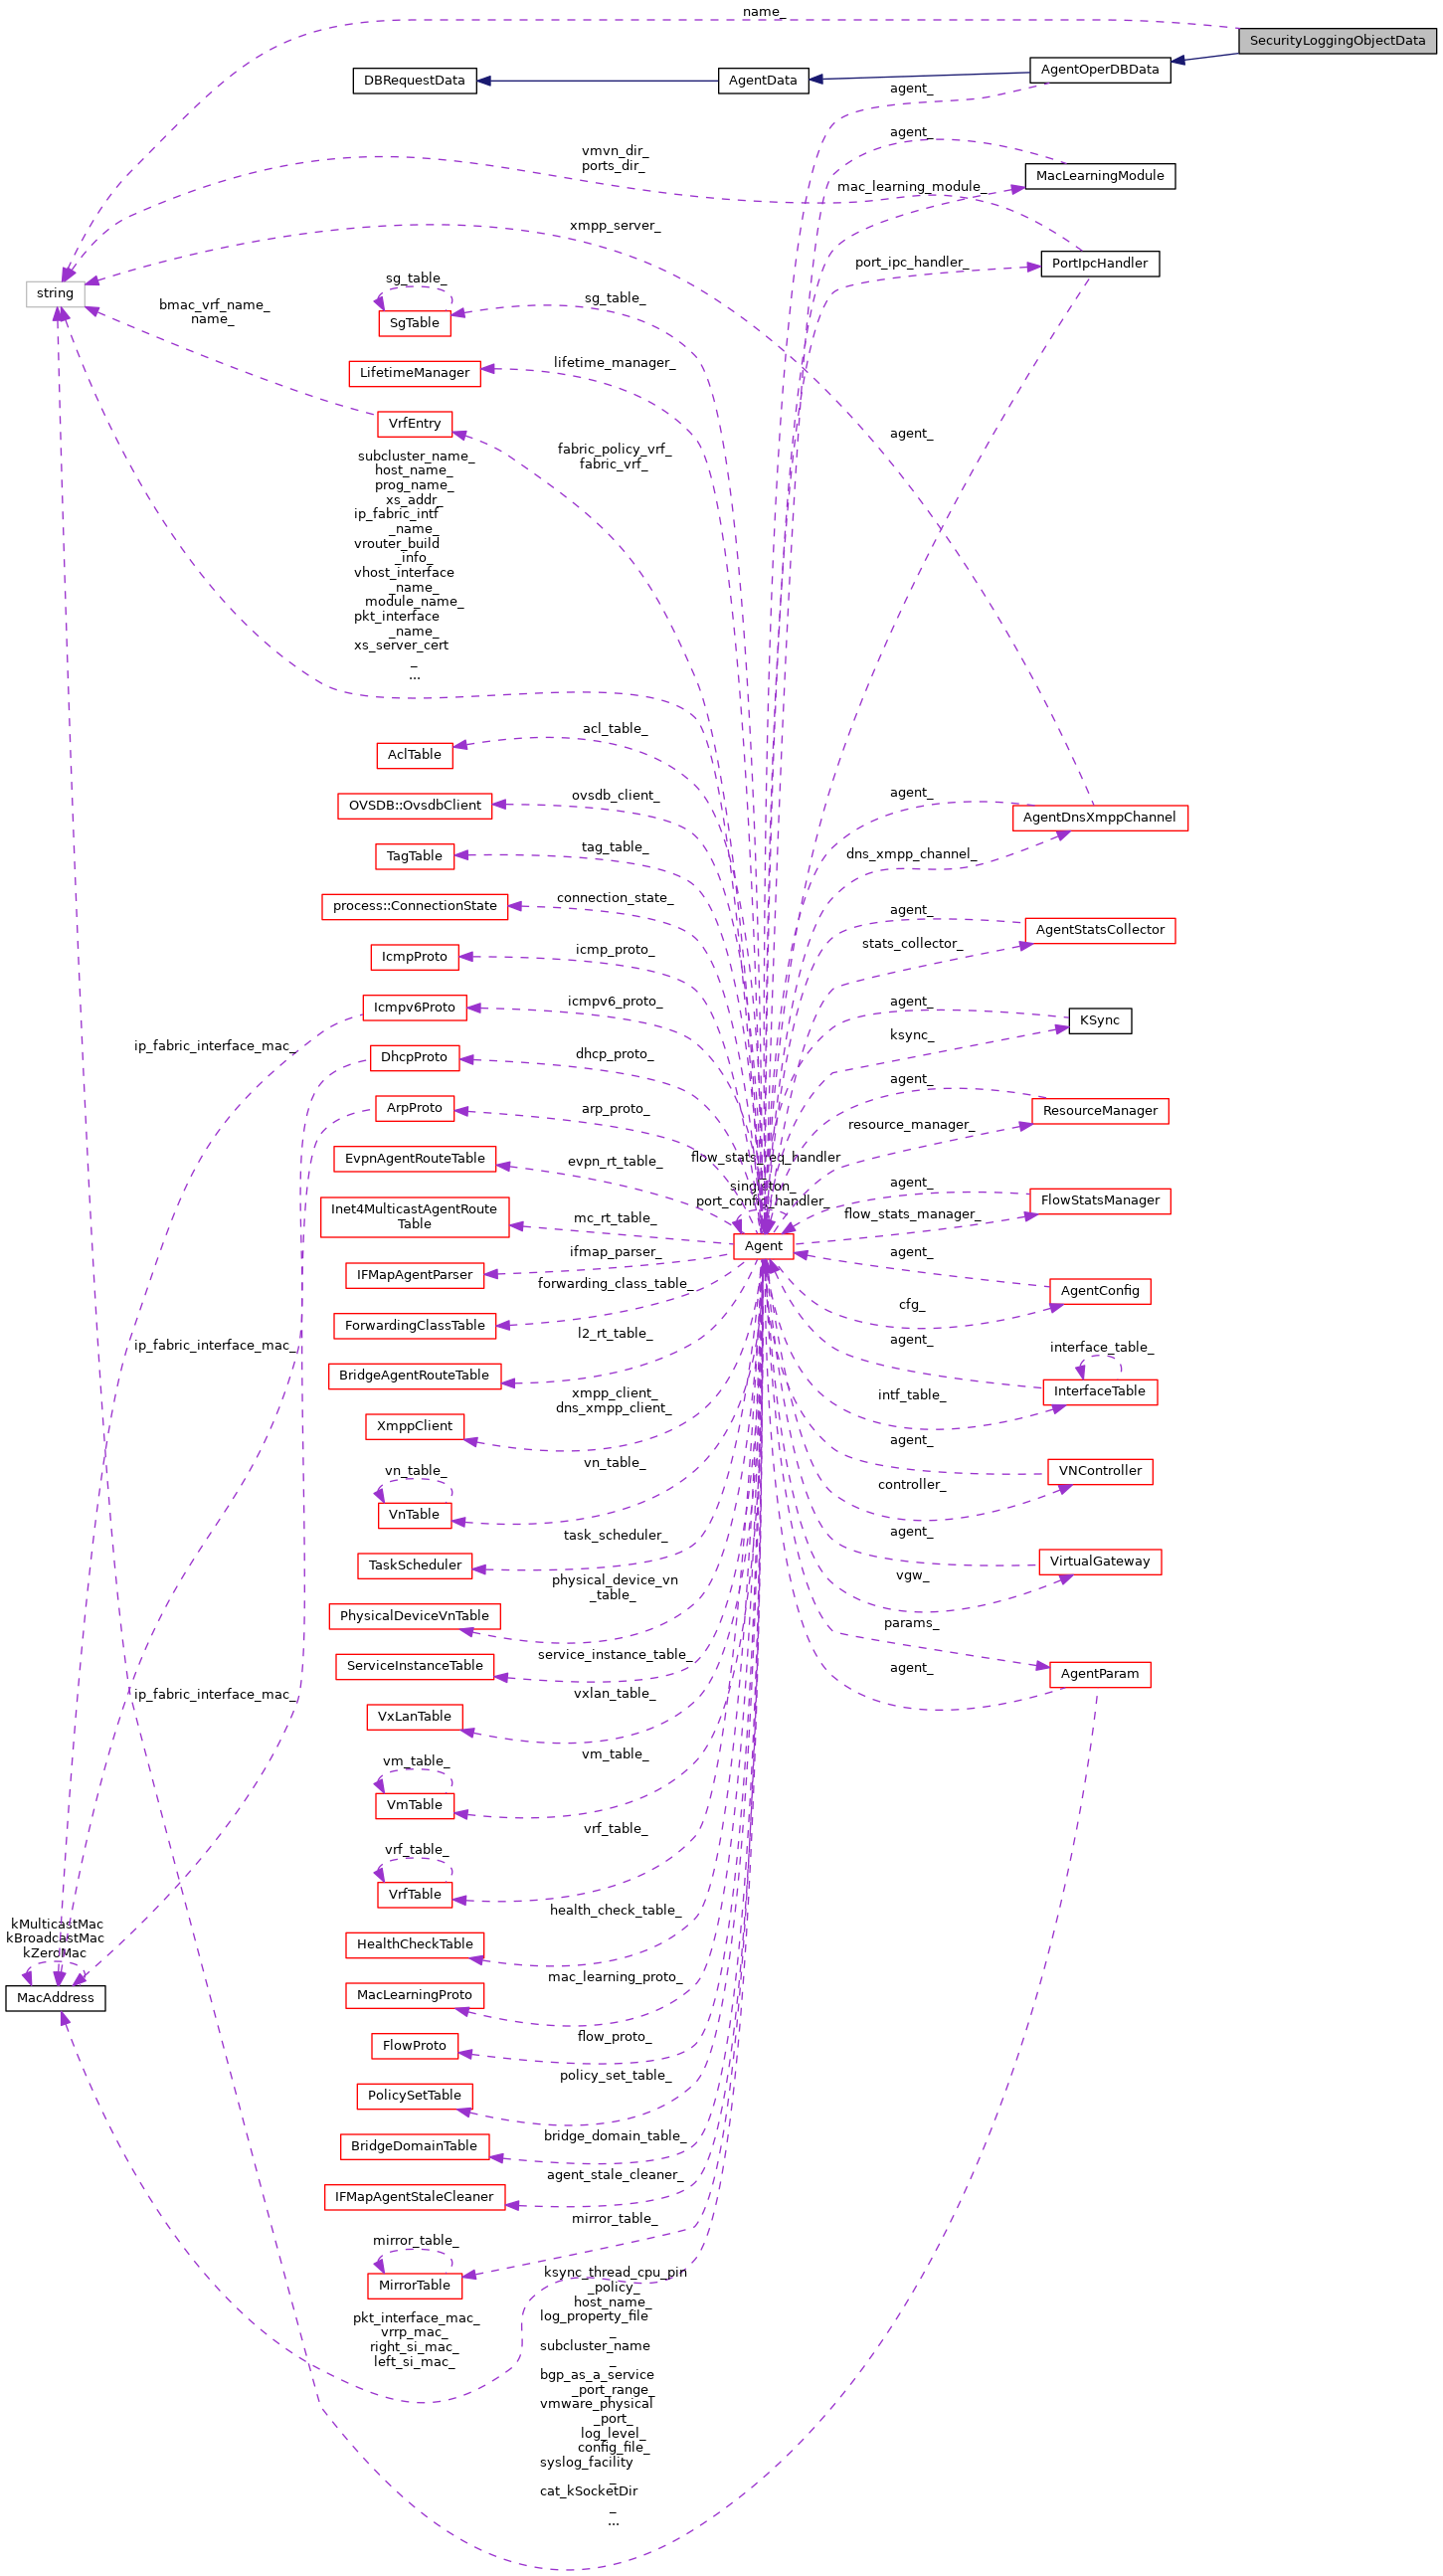 name_
SecurityLoggingObjectData
DBRequestData
AgentData
AgentOperDBData
agent_
agent_
vmvn_dir_
ports_dir_
MacLearningModule
mac_learning_module_
xmpp_server_
PortIpcHandler
port_ipc_handler_
string
sg_table_
bmac_vrf_name_
name_
sg_table_
SgTable
lifetime_manager_
LifetimeManager
VrfEntry
agent_
fabric_policy_vrf_
fabric_vrf_
subcluster_name_
host_name_
prog_name_
xs_addr_
ip_fabric_intf
_name_
vrouter_build
_info_
vhost_interface
_name_
module_name_
pkt_interface
_name_
xs_server_cert
_
...
acl_table_
AclTable
ovsdb_client_
OVSDB::OvsdbClient
agent_
AgentDnsXmppChannel
tag_table_
TagTable
dns_xmpp_channel_
connection_state_
process::ConnectionState
agent_
AgentStatsCollector
stats_collector_
icmp_proto_
IcmpProto
icmpv6_proto_
Icmpv6Proto
agent_
KSync
ksync_
ip_fabric_interface_mac_
dhcp_proto_
DhcpProto
agent_
arp_proto_
ArpProto
ResourceManager
resource_manager_
evpn_rt_table_
EvpnAgentRouteTable
flow_stats_req_handler
_
singleton_
port_config_handler_
agent_
FlowStatsManager
flow_stats_manager_
Inet4MulticastAgentRoute
Table
mc_rt_table_
Agent
ifmap_parser_
IFMapAgentParser
agent_
AgentConfig
cfg_
forwarding_class_table_
ForwardingClassTable
l2_rt_table_
BridgeAgentRouteTable
ip_fabric_interface_mac_
agent_
interface_table_
InterfaceTable
intf_table_
xmpp_client_
dns_xmpp_client_
XmppClient
agent_
vn_table_
vn_table_
VnTable
VNController
controller_
task_scheduler_
TaskScheduler
agent_
VirtualGateway
vgw_
physical_device_vn
_table_
PhysicalDeviceVnTable
params_
service_instance_table_
ServiceInstanceTable
agent_
AgentParam
ip_fabric_interface_mac_
vxlan_table_
VxLanTable
vm_table_
vm_table_
VmTable
vrf_table_
vrf_table_
VrfTable
health_check_table_
HealthCheckTable
kMulticastMac
kBroadcastMac
kZeroMac
MacAddress
mac_learning_proto_
MacLearningProto
flow_proto_
FlowProto
policy_set_table_
PolicySetTable
bridge_domain_table_
BridgeDomainTable
agent_stale_cleaner_
IFMapAgentStaleCleaner
mirror_table_
mirror_table_
MirrorTable
pkt_interface_mac_
vrrp_mac_
right_si_mac_
left_si_mac_
ksync_thread_cpu_pin
_policy_
host_name_
log_property_file
_
subcluster_name
_
bgp_as_a_service
_port_range_
vmware_physical
_port_
log_level_
config_file_
syslog_facility
_
cat_kSocketDir
_
...